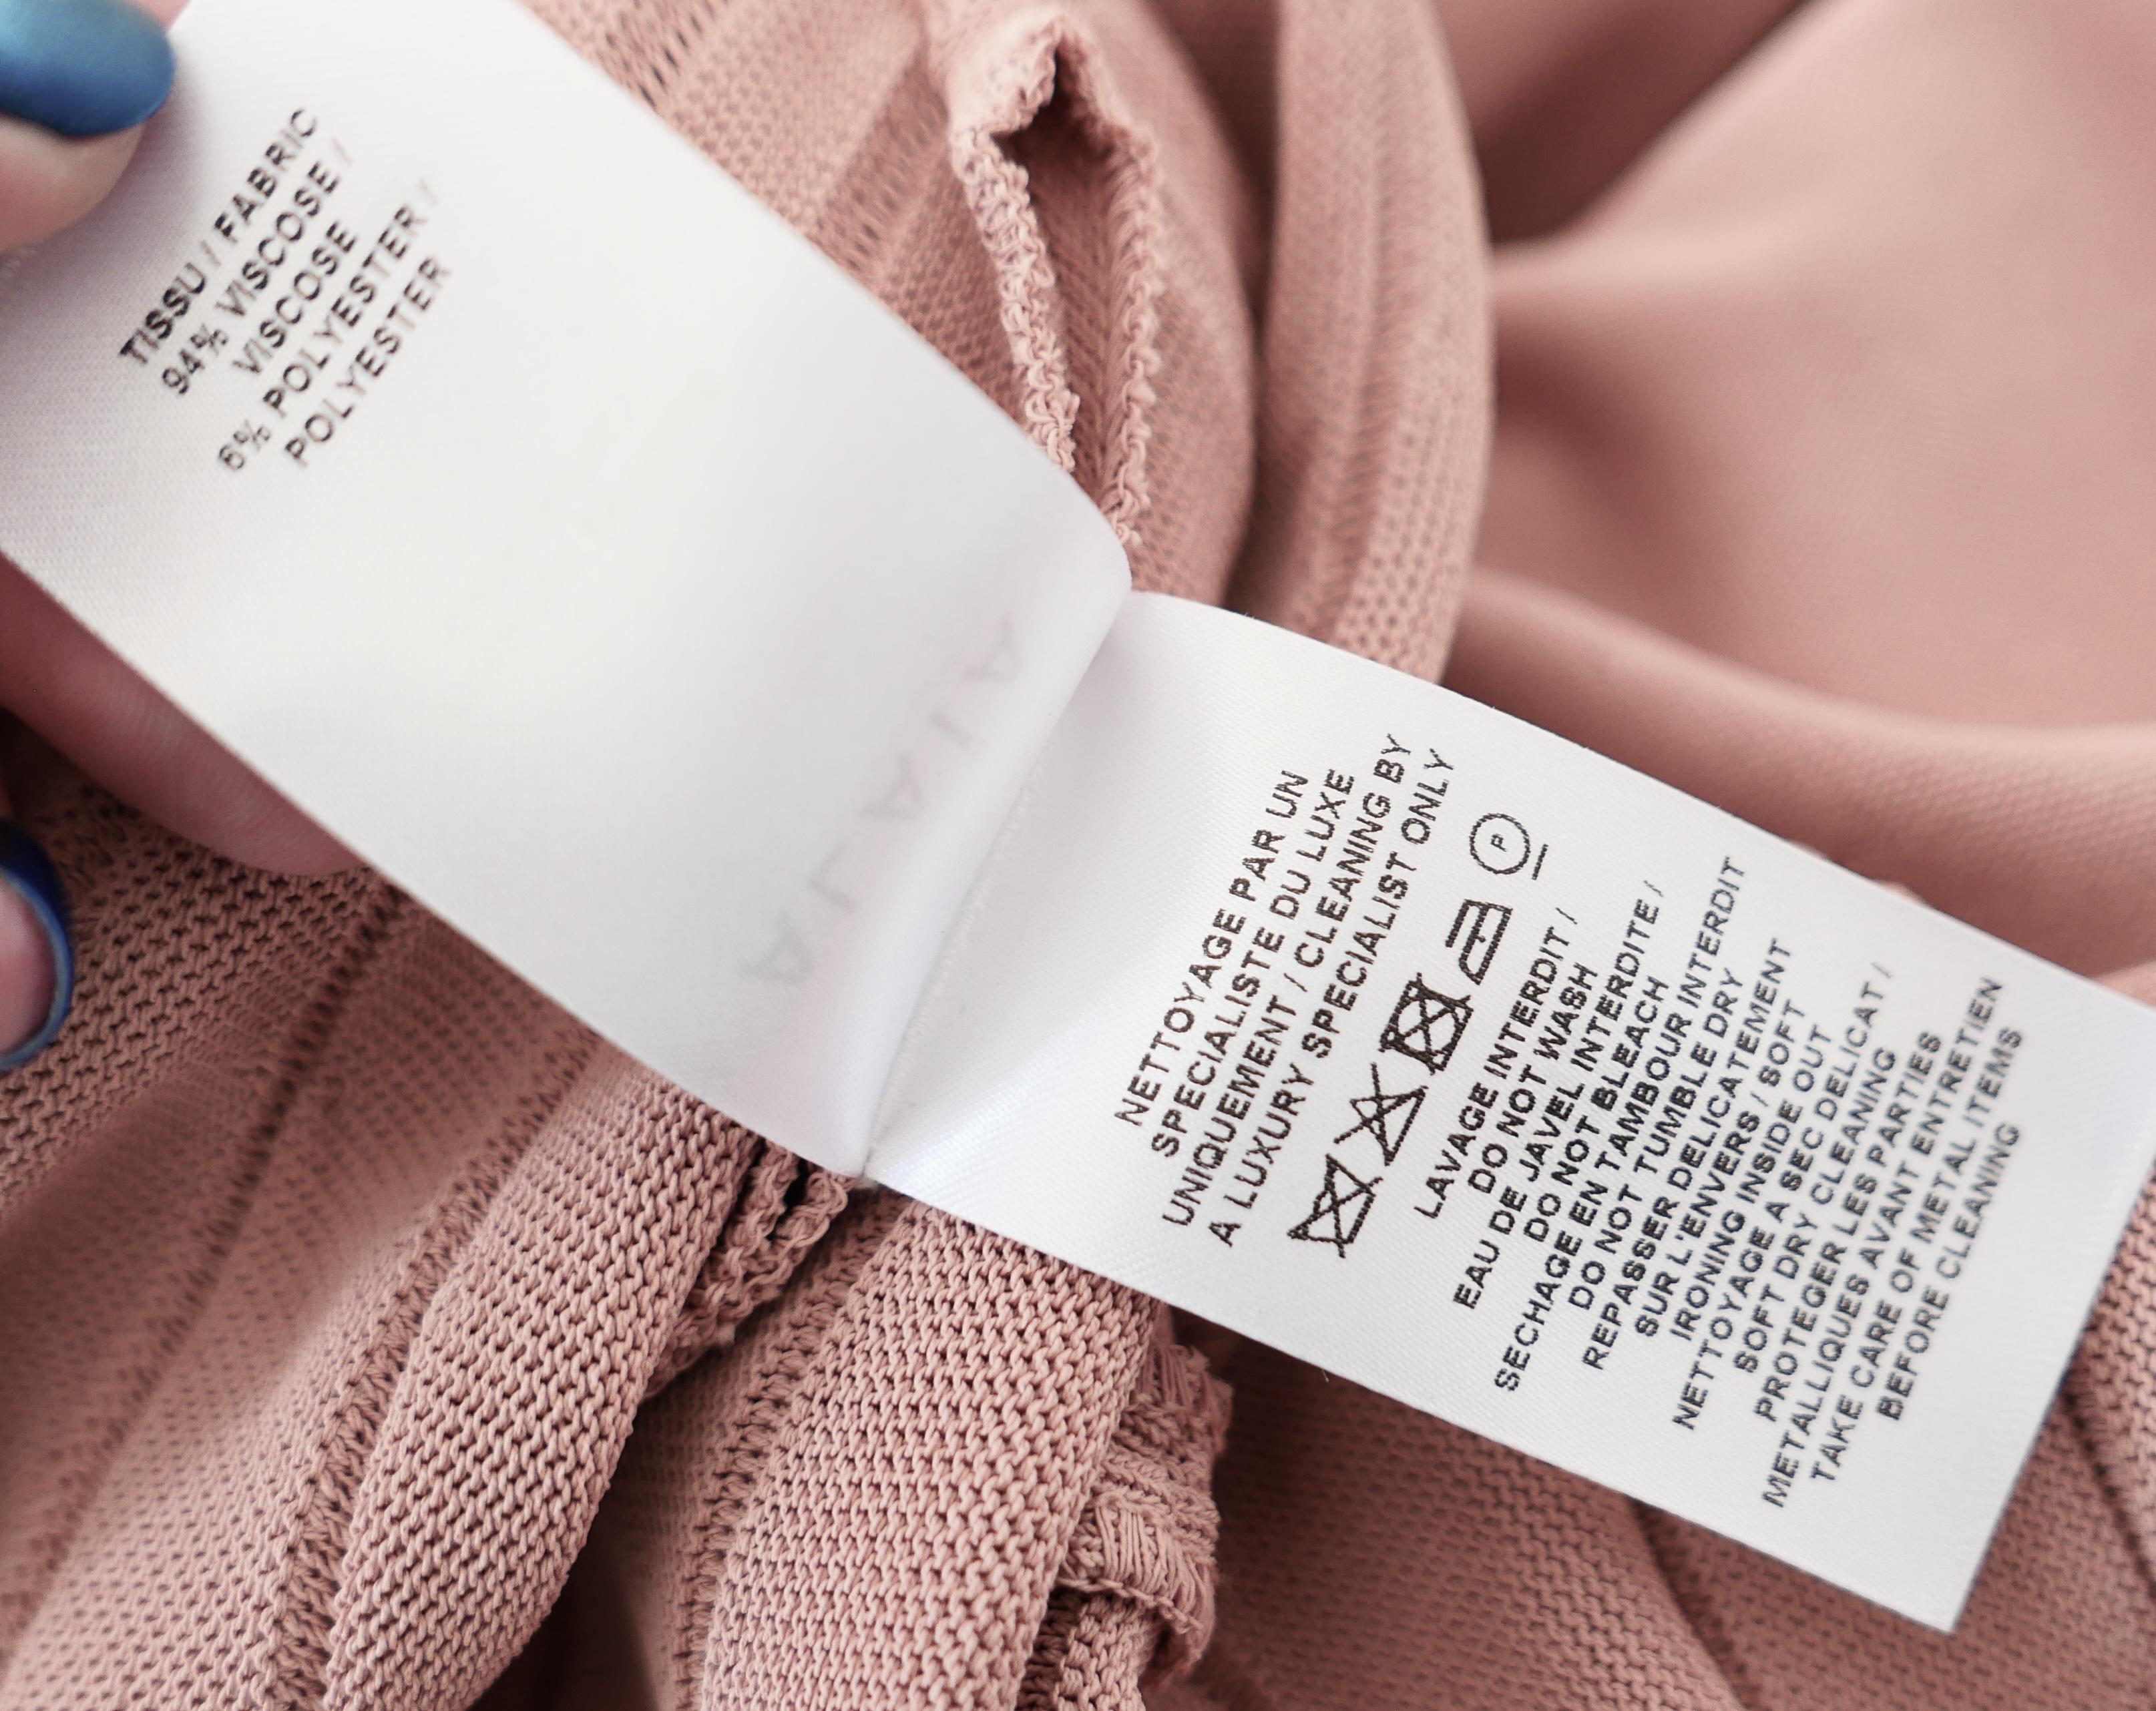 TISSU / FABRIC
94% VISCOSE /
VISCOSE
6% POLYESTER /
POLYESTER
ALAIA
NETTOYAGE PAR UN
SPECIALISTE DU LUXE
UNIQUEMENT / CLEANING BY
A LUXURY SPECIALIST ONLY
P
LAVAGE INTERDIT /
DO NOT WASH
EAU DE JAVEL INTERDITE /
DO NOT BLEACH
SECHAGE EN TAMBOUR INTERDIT
DO NOT TUMBLE DRY
REPASSER DELICATEMENT
SUR L'ENVERS / SOFT
IRONING INSIDE OUT
NETTOYAGE A SEC DELICAT /
SOFT DRY CLEANING
PROTEGER LES PARTIES
METALLIQUES AVANT ENTRETIEN
TAKE CARE OF METAL ITEMS
BEFORE CLEANING